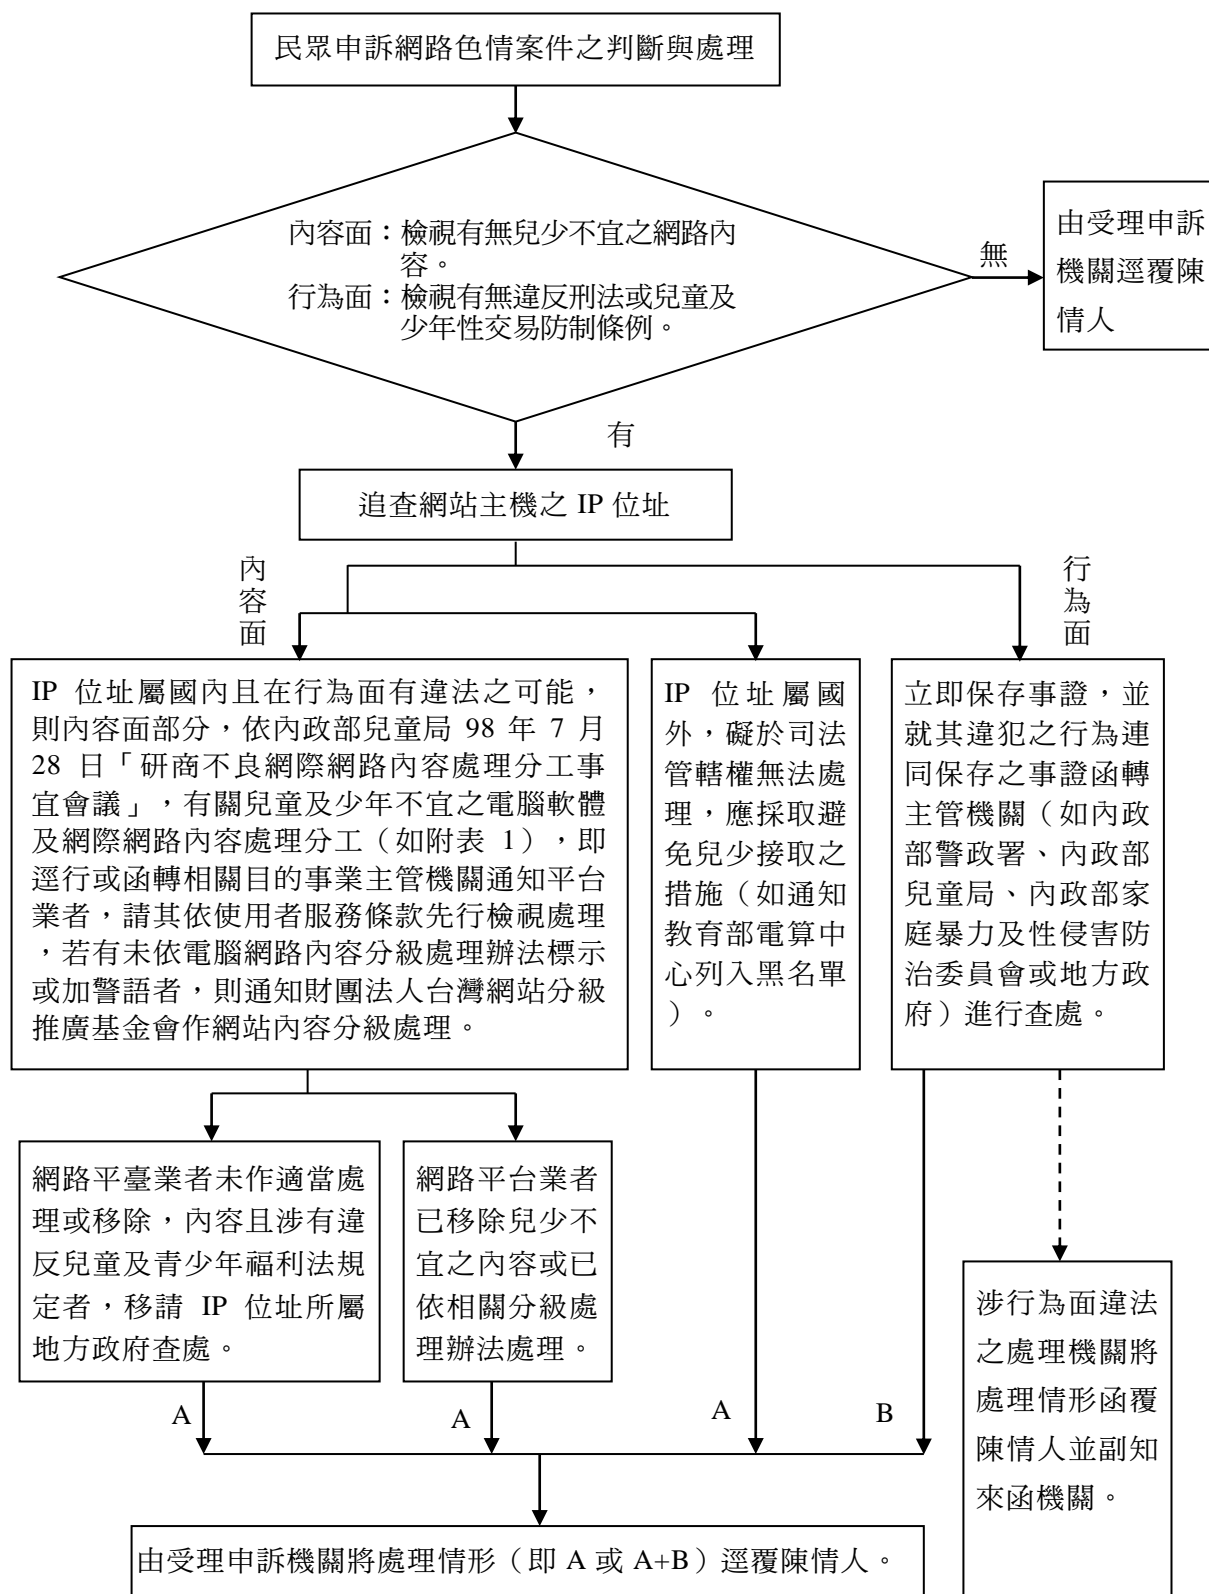 民眾申訴網路色情案件之判斷與處理
內容面：檢視有無兒少不宜之網路內
容。
行為面：檢視有無違反刑法或兒童及
少年性交易防制條例。
無
由受理申訴
機關逕覆陳
情人
有
追查網站主機之 IP 位址
內容面
行為面
IP 位址屬國內且在行為面有違法之可能，
則內容面部分，依內政部兒童局 98 年 7 月
28 日「研商不良網際網路內容處理分工事
宜會議」，有關兒童及少年不宜之電腦軟體
及網際網路內容處理分工（如附表 1），即
逕行或函轉相關目的事業主管機關通知平台
業者，請其依使用者服務條款先行檢視處理
，若有未依電腦網路內容分級處理辦法標示
或加警語者，則通知財團法人台灣網站分級
推廣基金會作網站內容分級處理。
IP 位址屬國
外，礙於司法
管轄權無法處
理，應採取避
免兒少接取之
措施（如通知
教育部電算中
心列入黑名單
）。
立即保存事證，並
就其違犯之行為連
同保存之事證函轉
主管機關（如內政
部警政署、內政部
兒童局、內政部家
庭暴力及性侵害防
治委員會或地方政
府）進行查處。
網路平臺業者未作適當處
理或移除，內容且涉有違
反兒童及青少年福利法規
定者，移請 IP 位址所屬
地方政府查處。
網路平台業者
已移除兒少不
宜之內容或已
依相關分級處
理辦法處理。
涉行為面違法
之處理機關將
處理情形函覆
陳情人並副知
來函機關。
A
A
A
B
由受理申訴機關將處理情形（即 A 或 A+B）逕覆陳情人。